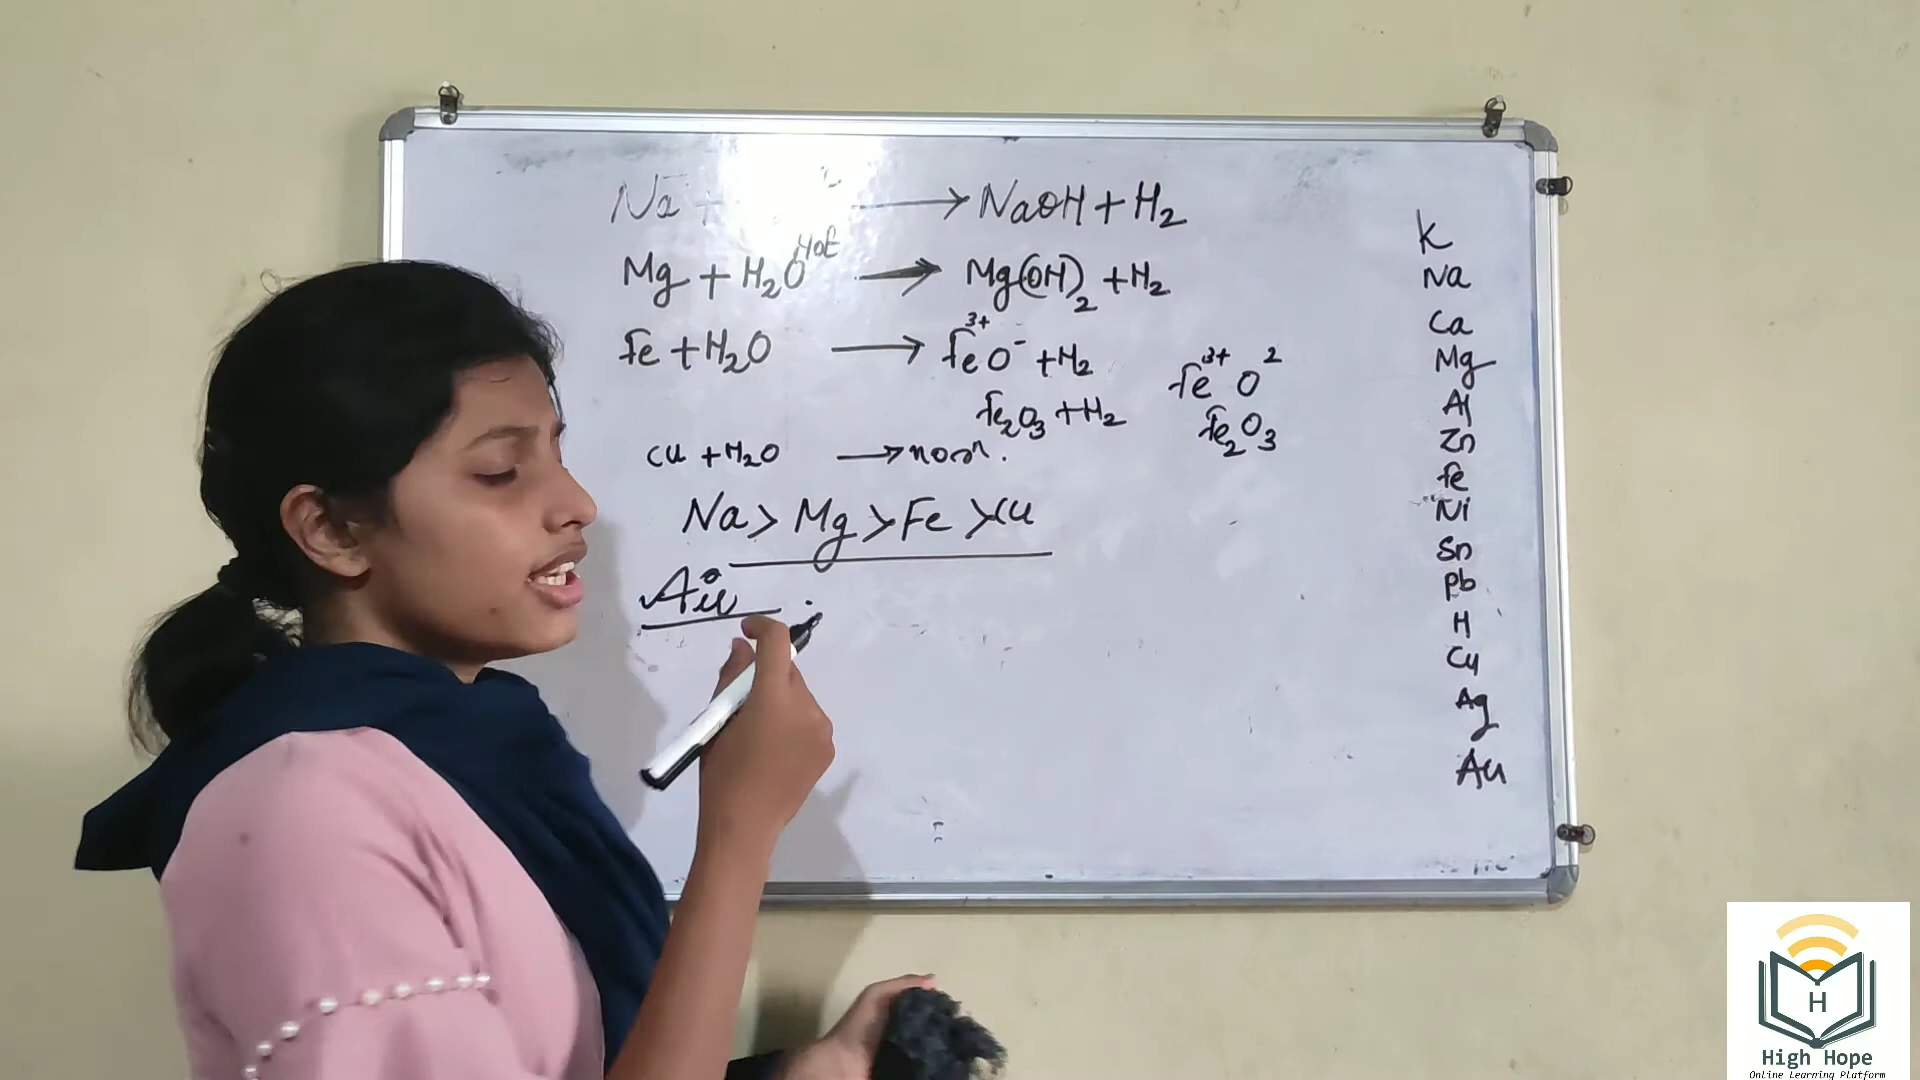 Na + → NaOH + H₂
Mg + H₂O Hot → Mg(OH)₂ + H₂
Fe + H₂O → Fe³⁺ O⁻ + H₂
Fe³⁺ O²
Fe₂O₃ + H₂
Fe₂O₃
Cu + H₂O → no rxn.
Na > Mg > Fe > Cu
Air
K
Na
Ca
Mg
Al
Zn
Fe
Ni
Sn
Pb
H
Cu
Ag
Au
H
High Hope
Online Learning Platform